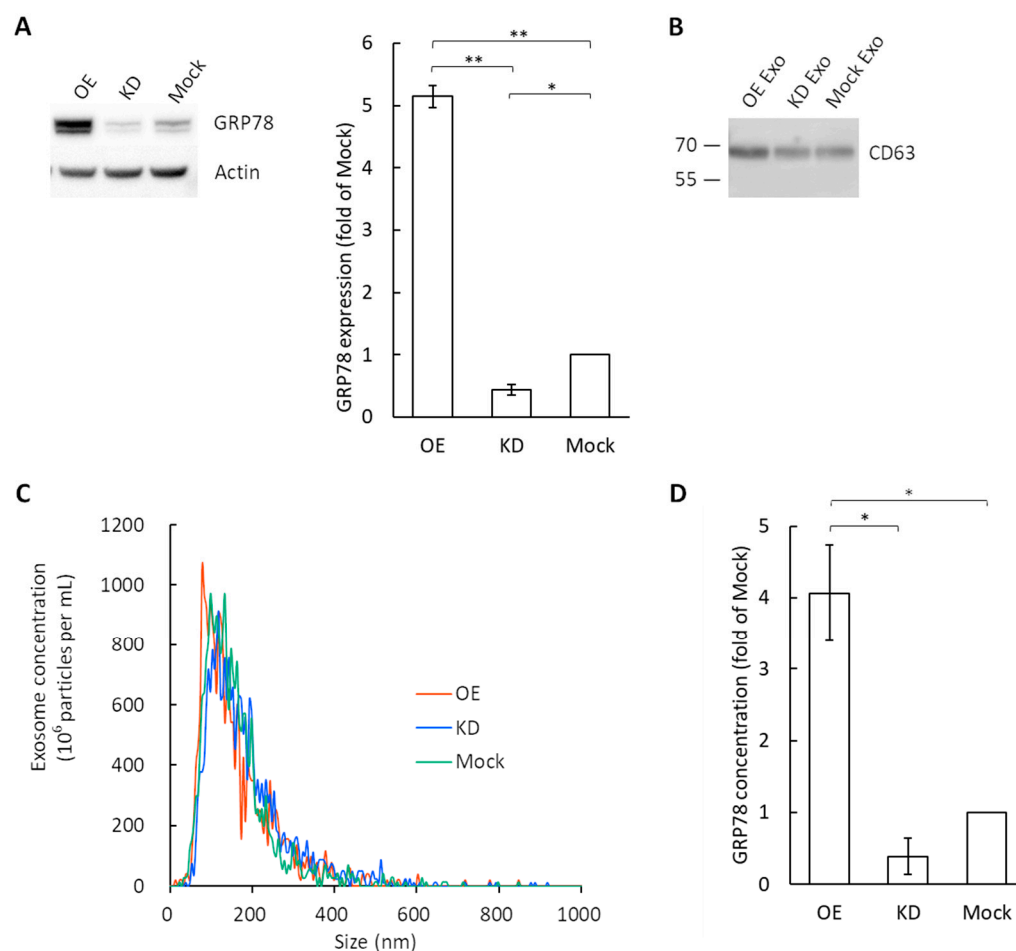 A
OE
KD
Mock
GRP78
Actin
GRP78 expression (fold of Mock)
6
5
4
3
2
1
0
**
**
*
OE
KD
Mock
B
OE Exo
KD Exo
Mock Exo
70
55
CD63
C
Exosome concentration
(10⁶ particles per mL)
1200
1000
800
600
400
200
0
0
200
400
600
800
1000
Size (nm)
OE
KD
Mock
D
GRP78 concentration (fold of Mock)
5
4
3
2
1
0
*
*
OE
KD
Mock